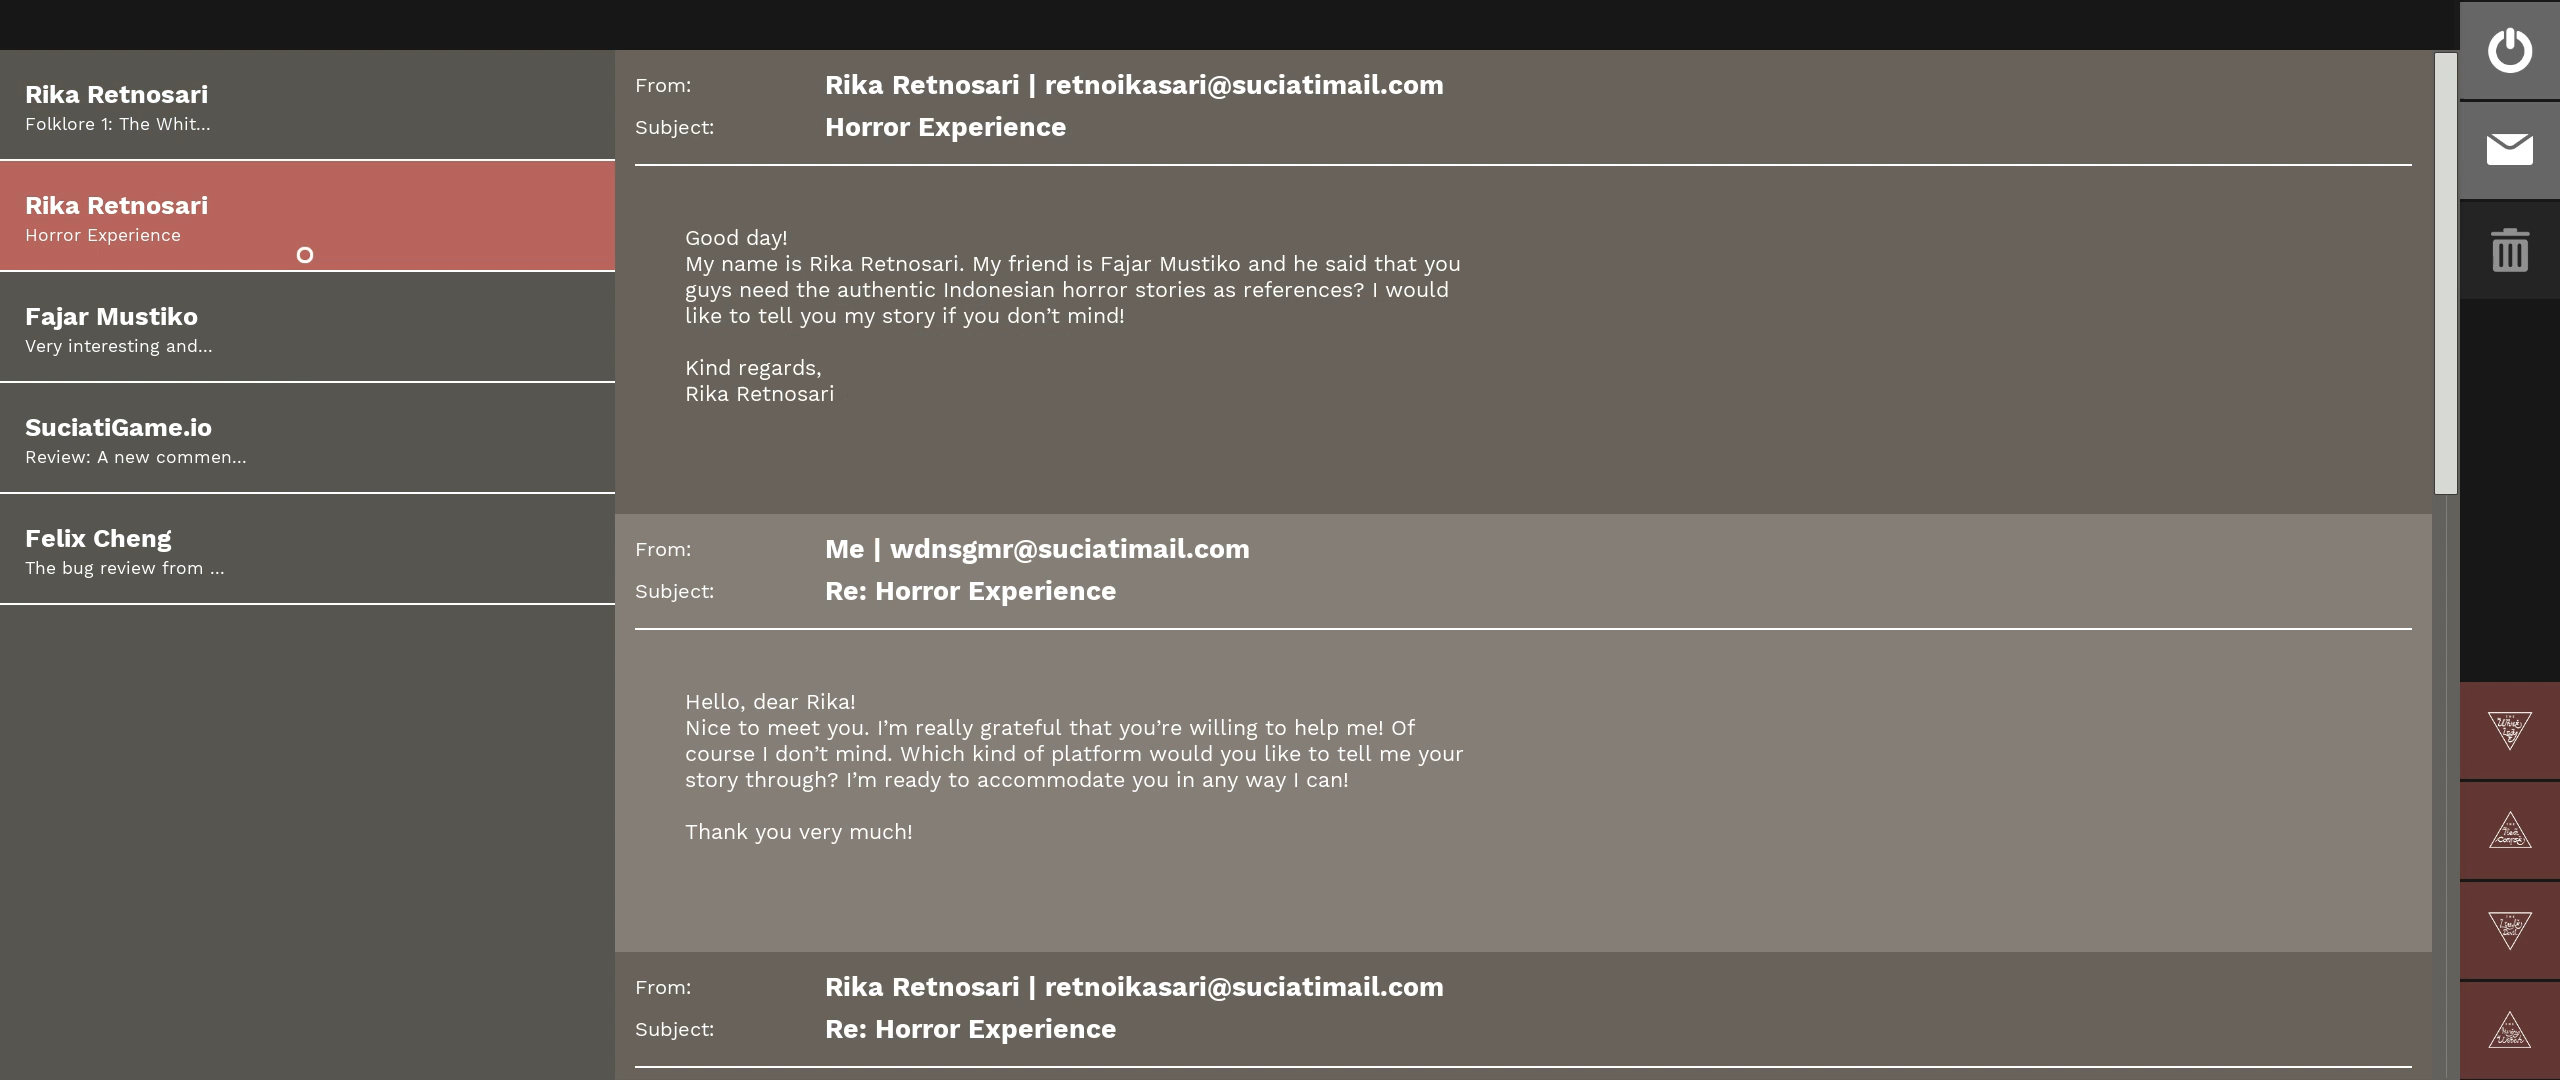 Rika Retnosari
Folklore 1: The Whit...
Rika Retnosari
Horror Experience
Fajar Mustiko
Very interesting and...
SuciatiGame.io
Review: A new commen...
Felix Cheng
The bug review from ...
From: Rika Retnosari | retnoikasari@suciatimail.com
Subject: Horror Experience
Good day!
My name is Rika Retnosari. My friend is Fajar Mustiko and he said that you
guys need the authentic Indonesian horror stories as references? I would
like to tell you my story if you don’t mind!
Kind regards,
Rika Retnosari
From: Me | wdnsgmr@suciatimail.com
Subject: Re: Horror Experience
Hello, dear Rika!
Nice to meet you. I’m really grateful that you’re willing to help me! Of
course I don’t mind. Which kind of platform would you like to tell me your
story through? I’m ready to accommodate you in any way I can!
Thank you very much!
From: Rika Retnosari | retnoikasari@suciatimail.com
Subject: Re: Horror Experience